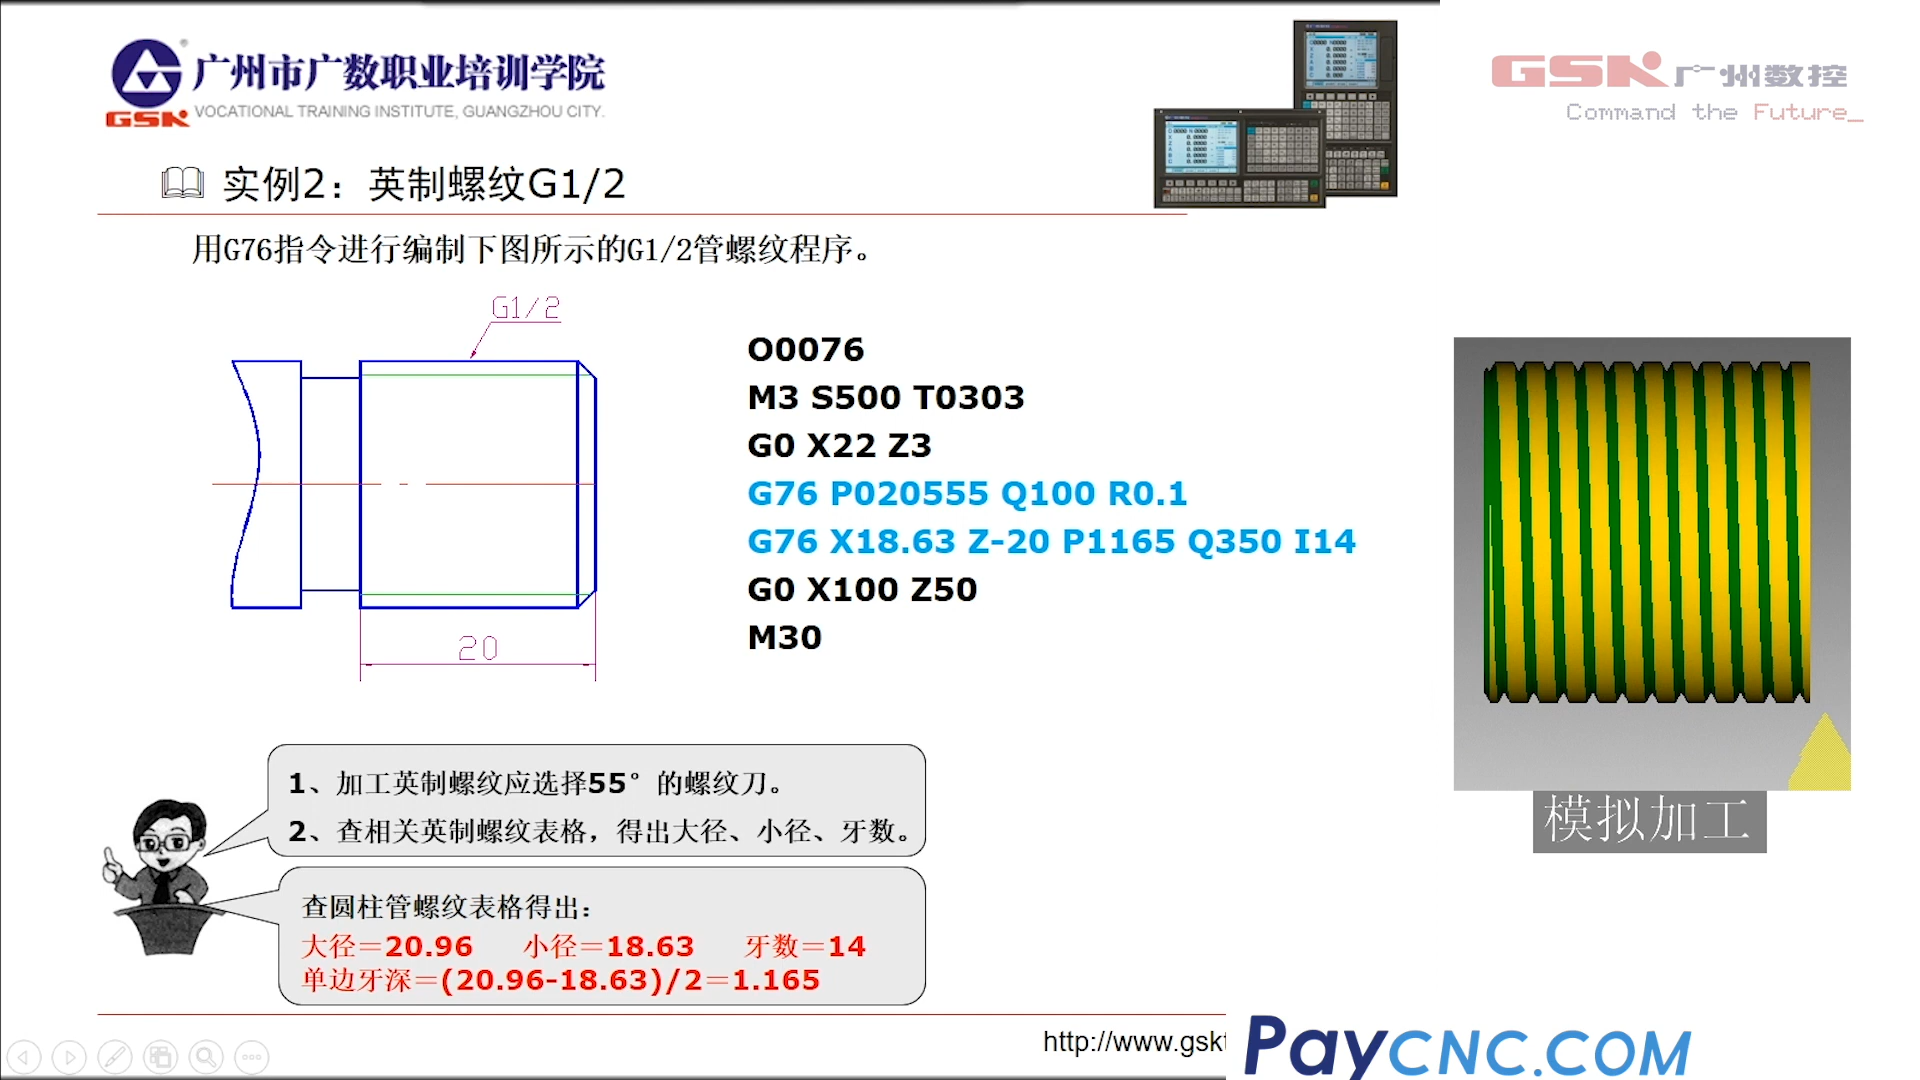 广州市广数职业培训学院
GSK VOCATIONAL TRAINING INSTITUTE, GUANGZHOU CITY.
GSK广州数控
Command the Future_
实例2：英制螺纹G1/2
用G76指令进行编制下图所示的G1/2管螺纹程序。
G1/2
20
O0076
M3 S500 T0303
G0 X22 Z3
G76 P020555 Q100 R0.1
G76 X18.63 Z-20 P1165 Q350 I14
G0 X100 Z50
M30
模拟加工
1、加工英制螺纹应选择55°的螺纹刀。
2、查相关英制螺纹表格，得出大径、小径、牙数。
查圆柱管螺纹表格得出：
大径＝20.96 小径＝18.63 牙数＝14
单边牙深＝(20.96-18.63)/2＝1.165
http://www.gskt
PayCNC.COM